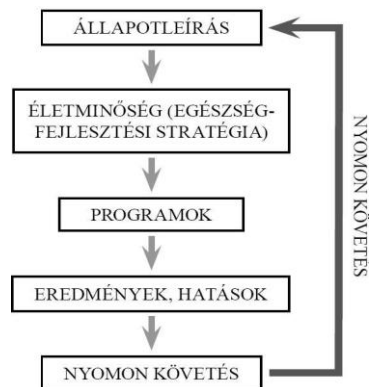 ÁLLAPOTLEÍRÁS
ÉLETMINŐSÉG (EGÉSZSÉG-
FEJLESZTÉSI STRATÉGIA)
PROGRAMOK
EREDMÉNYEK, HATÁSOK
NYOMON KÖVETÉS
NYOMON KÖVETÉS